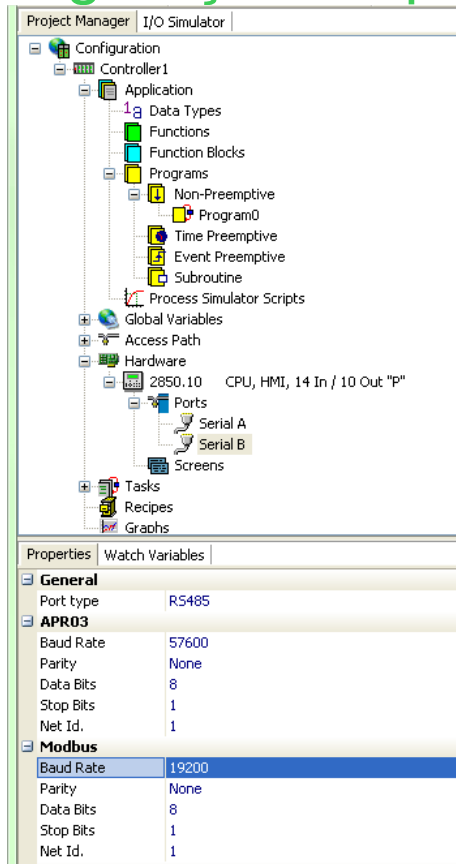 Project Manager I/O Simulator
Configuration
Controller1
Application
1a Data Types
Functions
Function Blocks
Programs
Non-Preemptive
Program0
Time Preemptive
Event Preemptive
Subroutine
Process Simulator Scripts
Global Variables
Access Path
Hardware
2850.10 CPU, HMI, 14 In / 10 Out "P"
Ports
Serial A
Serial B
Screens
Tasks
Recipes
Graphs
Properties Watch Variables
General
Port type RS485
APR03
Baud Rate 57600
Parity None
Data Bits 8
Stop Bits 1
Net Id. 1
Modbus
Baud Rate 19200
Parity None
Data Bits 8
Stop Bits 1
Net Id. 1